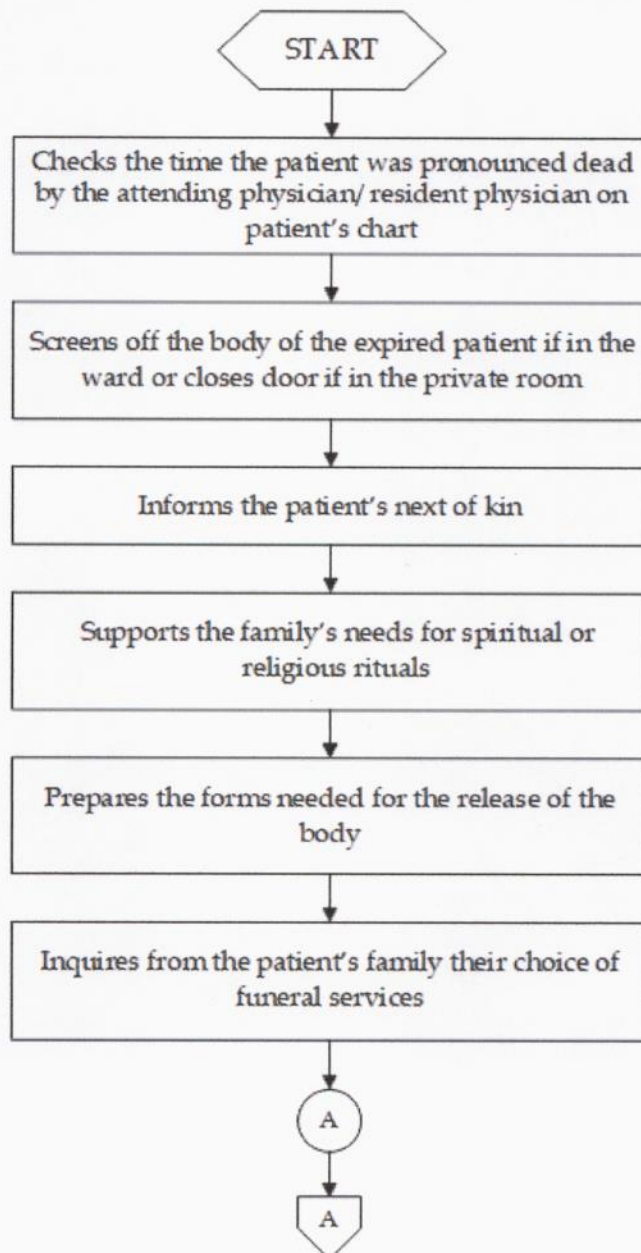 START
Checks the time the patient was pronounced dead
by the attending physician/ resident physician on
patient's chart
Screens off the body of the expired patient if in the
ward or closes door if in the private room
Informs the patient's next of kin
Supports the family's needs for spiritual or
religious rituals
Prepares the forms needed for the release of the
body
Inquires from the patient's family their choice of
funeral services
A
A